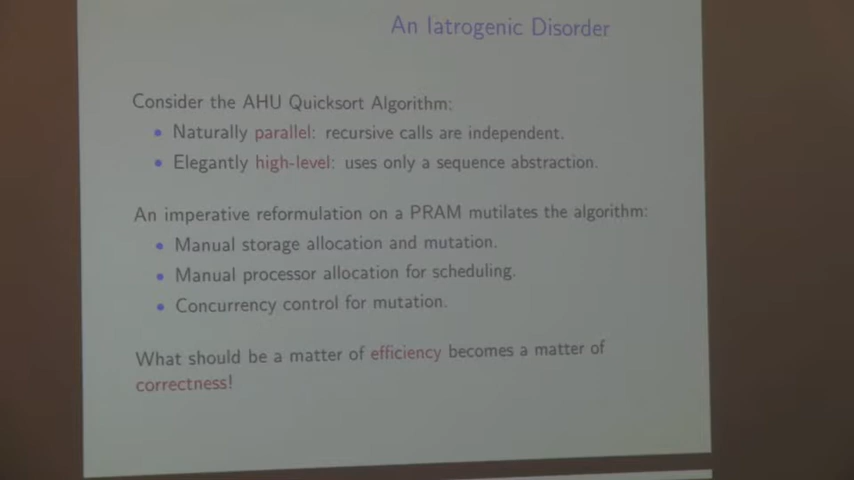 An Iatrogenic Disorder
Consider the AHU Quicksort Algorithm:
• Naturally parallel: recursive calls are independent.
• Elegantly high-level: uses only a sequence abstraction.
An imperative reformulation on a PRAM mutilates the algorithm:
• Manual storage allocation and mutation.
• Manual processor allocation for scheduling.
• Concurrency control for mutation.
What should be a matter of efficiency becomes a matter of
correctness!